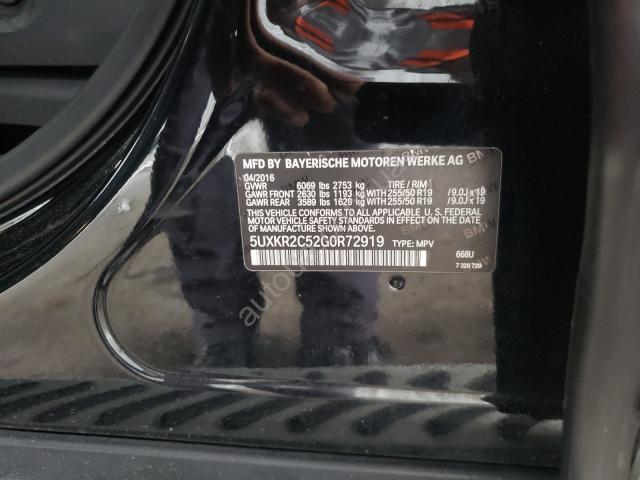 MFD BY BAYERISCHE MOTOREN WERKE AG
04/2016
GVWR 6069 lbs 2753 kg TIRE / RIM
GAWR FRONT 2630 lbs 1193 kg WITH 255/50 R19 / 9.0J x 19
GAWR REAR 3589 lbs 1628 kg WITH 255/50 R19 / 9.0J x 19
THIS VEHICLE CONFORMS TO ALL APPLICABLE U. S. FEDERAL
MOTOR VEHICLE SAFETY STANDARDS IN EFFECT ON THE DATE
OF MANUFACTURE SHOWN ABOVE.
5UXKR2C52G0R72919 TYPE: MPV
668U
7 320 729